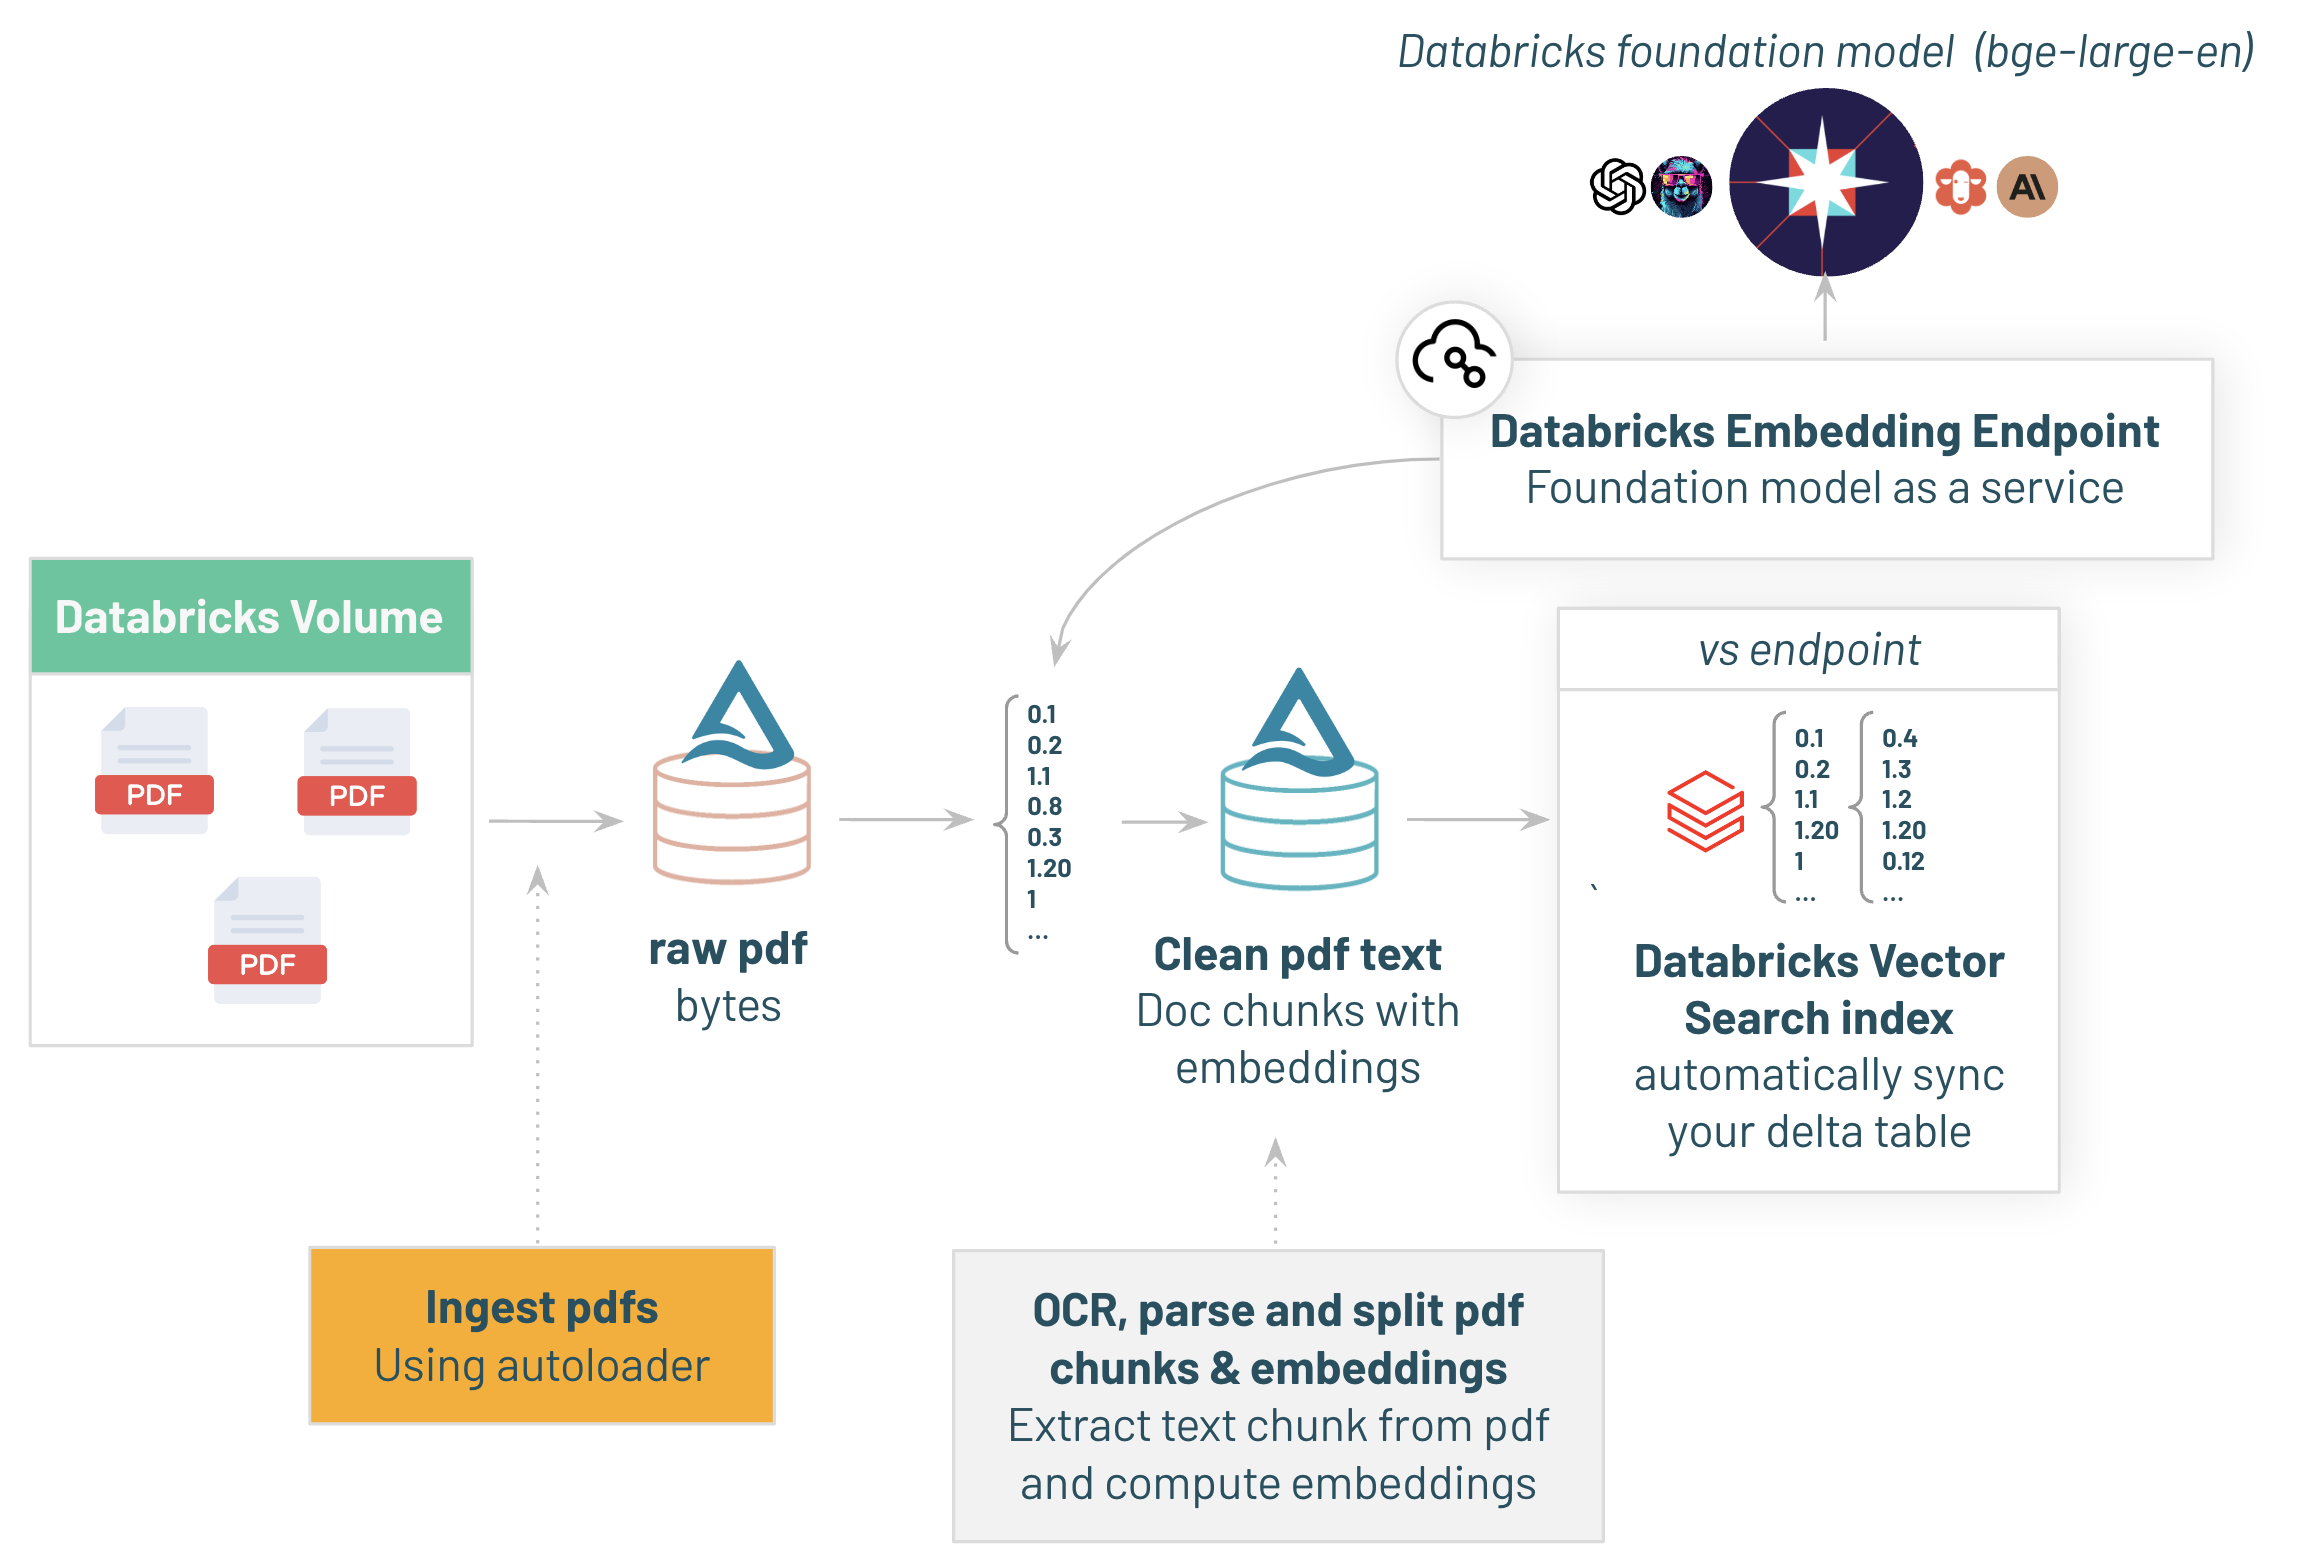 Databricks foundation model (bge-large-en)
Databricks Embedding Endpoint
Foundation model as a service
Databricks Volume
PDF
PDF
PDF
raw pdf
bytes
0.1
0.2
1.1
0.8
0.3
1.20
1
...
Clean pdf text
Doc chunks with
embeddings
vs endpoint
0.1
0.2
1.1
1.20
1
...
0.4
1.3
1.2
1.20
0.12
...
`
Databricks Vector
Search index
automatically sync
your delta table
Ingest pdfs
Using autoloader
OCR, parse and split pdf
chunks & embeddings
Extract text chunk from pdf
and compute embeddings